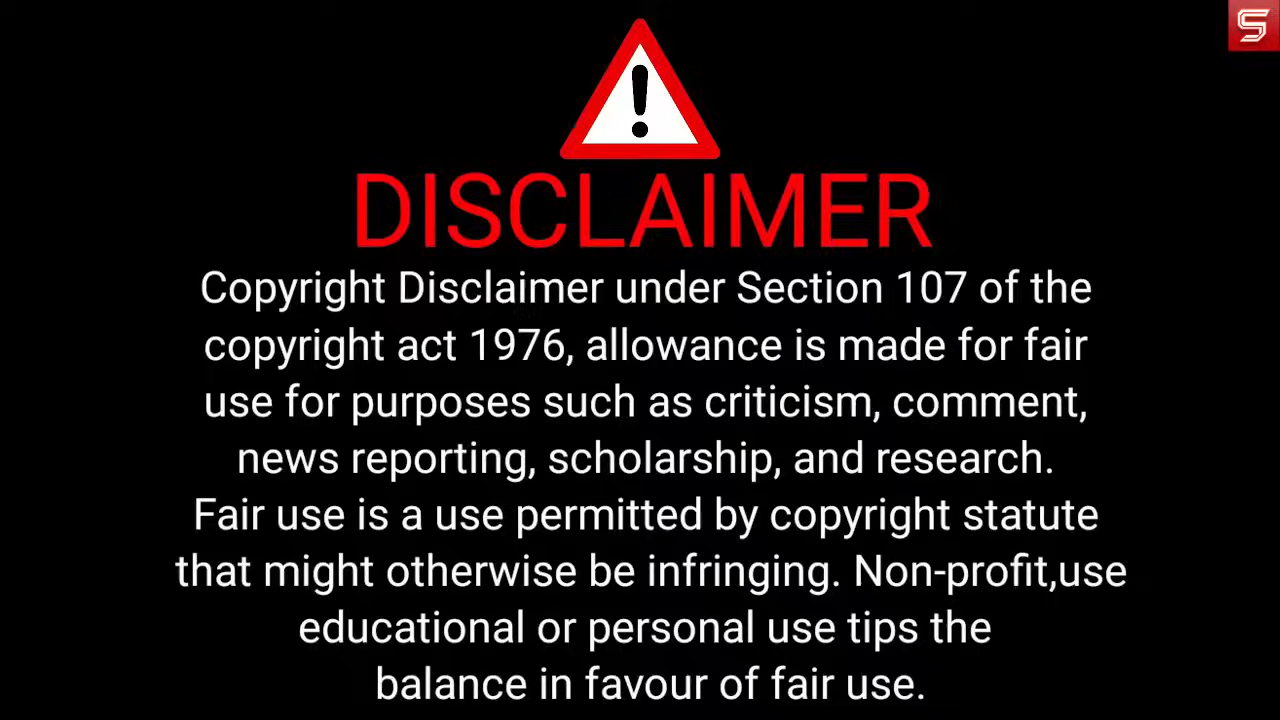 S
DISCLAIMER
Copyright Disclaimer under Section 107 of the
copyright act 1976, allowance is made for fair
use for purposes such as criticism, comment,
news reporting, scholarship, and research.
Fair use is a use permitted by copyright statute
that might otherwise be infringing. Non-profit,use
educational or personal use tips the
balance in favour of fair use.